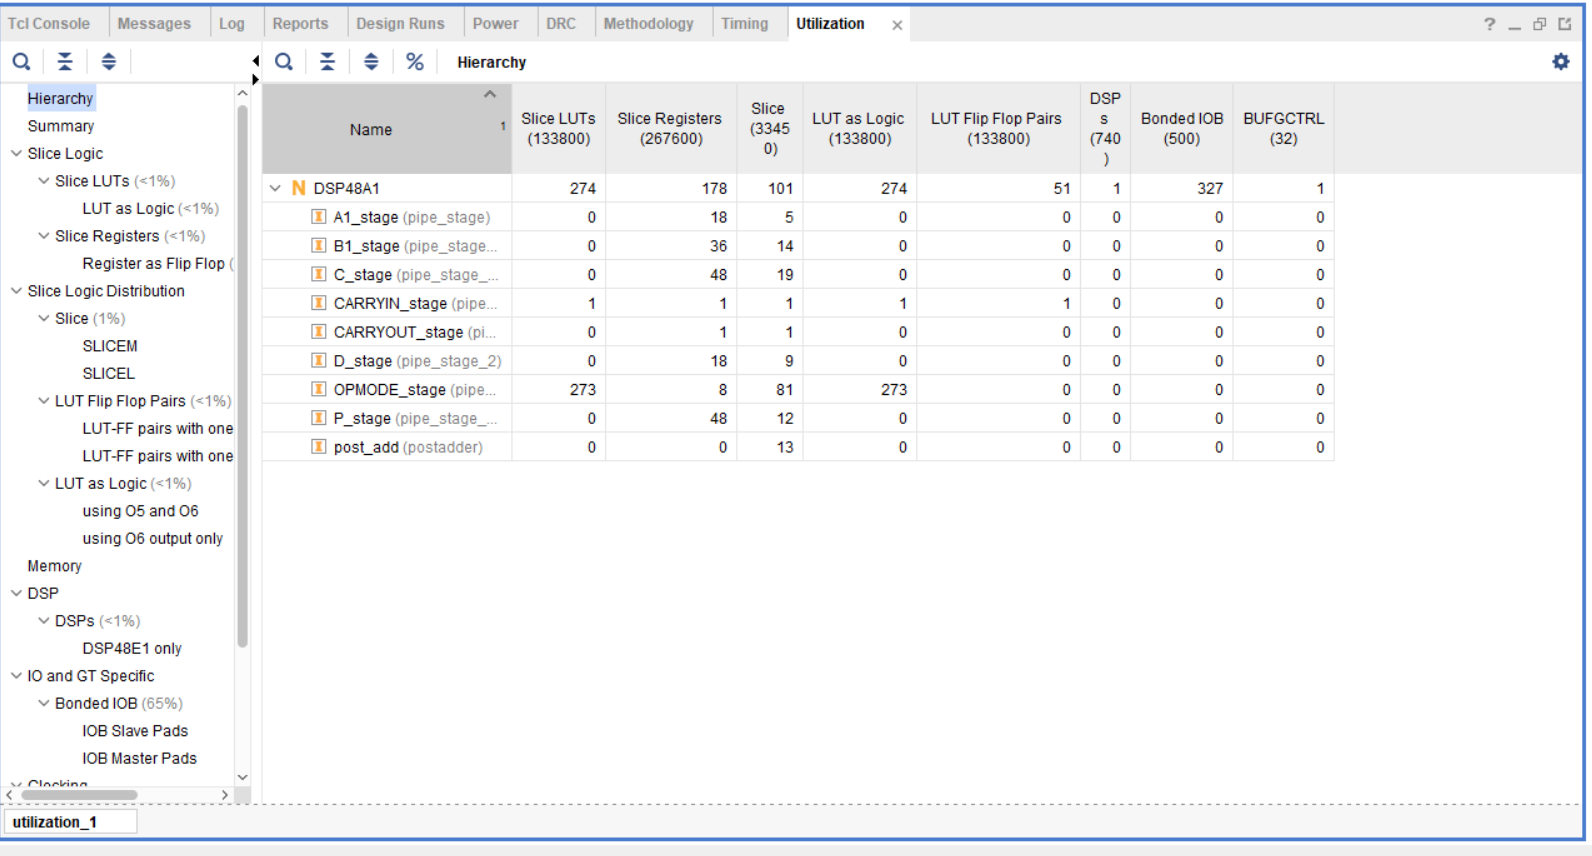 Tcl Console Messages Log Reports Design Runs Power DRC Methodology Timing Utilization × ? _
% Hierarchy
Hierarchy
Summary
Slice Logic
Slice LUTs (<1%)
LUT as Logic (<1%)
Slice Registers (<1%)
Register as Flip Flop (
Slice Logic Distribution
Slice (1%)
SLICEM
SLICEL
LUT Flip Flop Pairs (<1%)
LUT-FF pairs with one
LUT-FF pairs with one
LUT as Logic (<1%)
using O5 and O6
using O6 output only
Memory
DSP
DSPs (<1%)
DSP48E1 only
IO and GT Specific
Bonded IOB (65%)
IOB Slave Pads
IOB Master Pads
Clocking
Name 1
Slice LUTs
(133800)
Slice Registers
(267600)
Slice
(3345
0)
LUT as Logic
(133800)
LUT Flip Flop Pairs
(133800)
DSP
s
(740
)
Bonded IOB
(500)
BUFGCTRL
(32)
N DSP48A1 274 178 101 274 51 1 327 1
I A1_stage (pipe_stage) 0 18 5 0 0 0 0 0
I B1_stage (pipe_stage... 0 36 14 0 0 0 0 0
I C_stage (pipe_stage_... 0 48 19 0 0 0 0 0
I CARRYIN_stage (pipe... 1 1 1 1 1 0 0 0
I CARRYOUT_stage (pi... 0 1 1 0 0 0 0 0
I D_stage (pipe_stage_2) 0 18 9 0 0 0 0 0
I OPMODE_stage (pipe... 273 8 81 273 0 0 0 0
I P_stage (pipe_stage_... 0 48 12 0 0 0 0 0
I post_add (postadder) 0 0 13 0 0 0 0 0
utilization_1